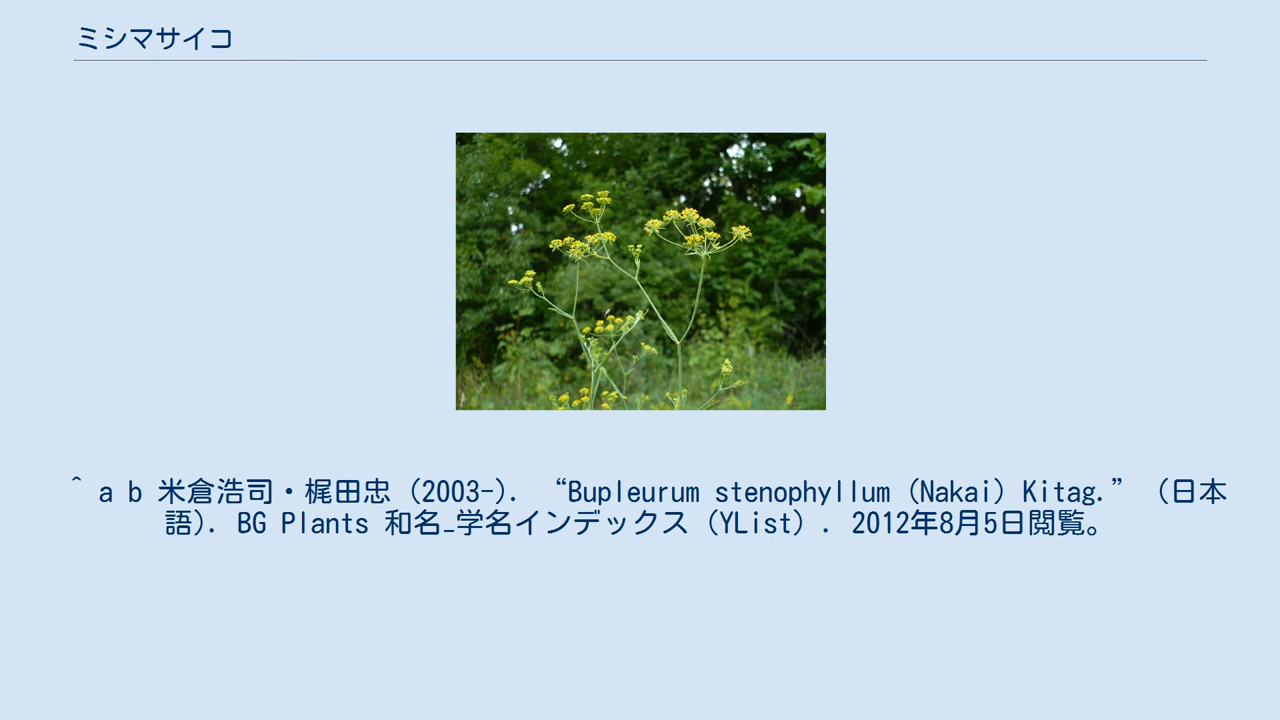 ミシマサイコ
^ a b 米倉浩司・梶田忠 (2003-). “Bupleurum stenophyllum (Nakai) Kitag.” (日本
語). BG Plants 和名−学名インデックス (YList) . 2012年8月5日閲覧。